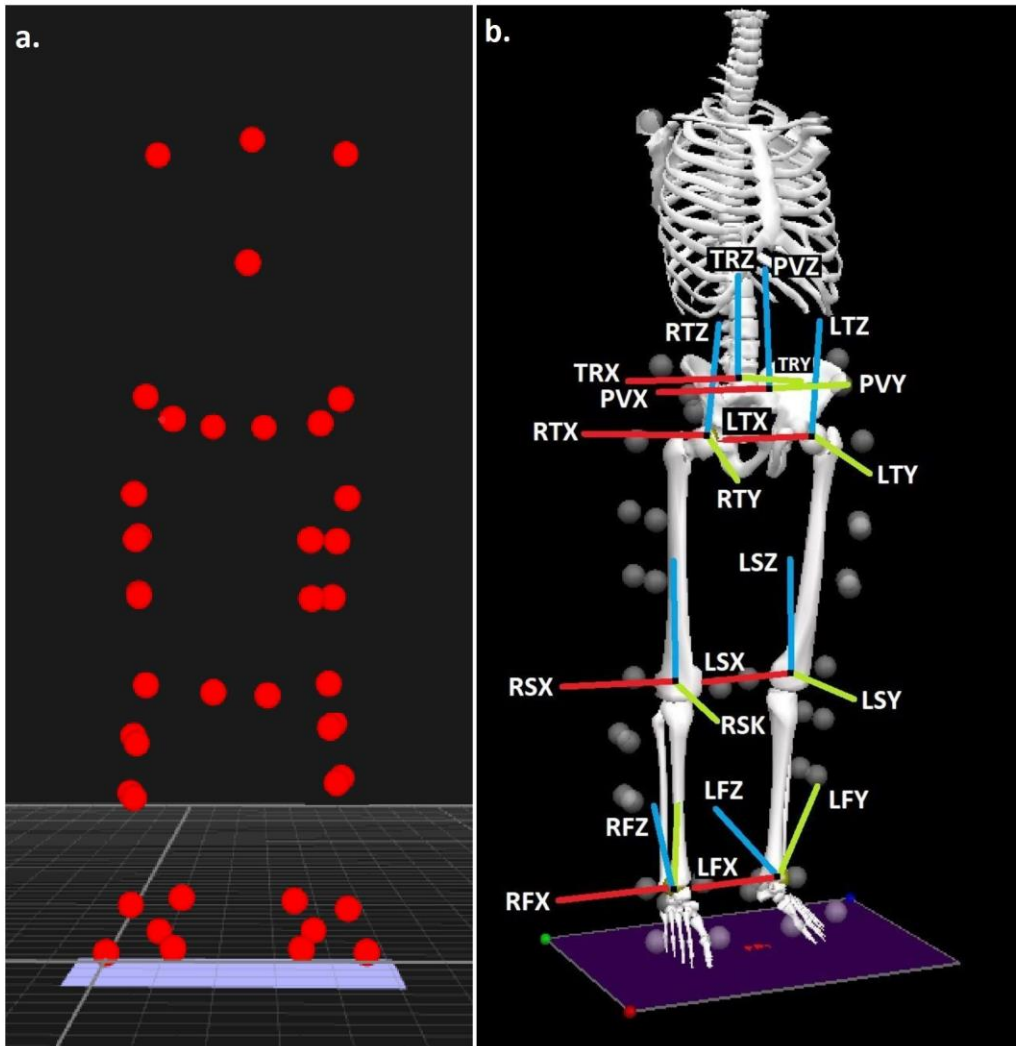 a.
b.
TRZ PVZ
RTZ
LTZ
TRX
TRY
PVX
PVY
RTX
LTX
LTY
RTY
LSZ
LSX
RSX
LSY
RSK
LFZ
LFY
RFZ
LFX
RFX